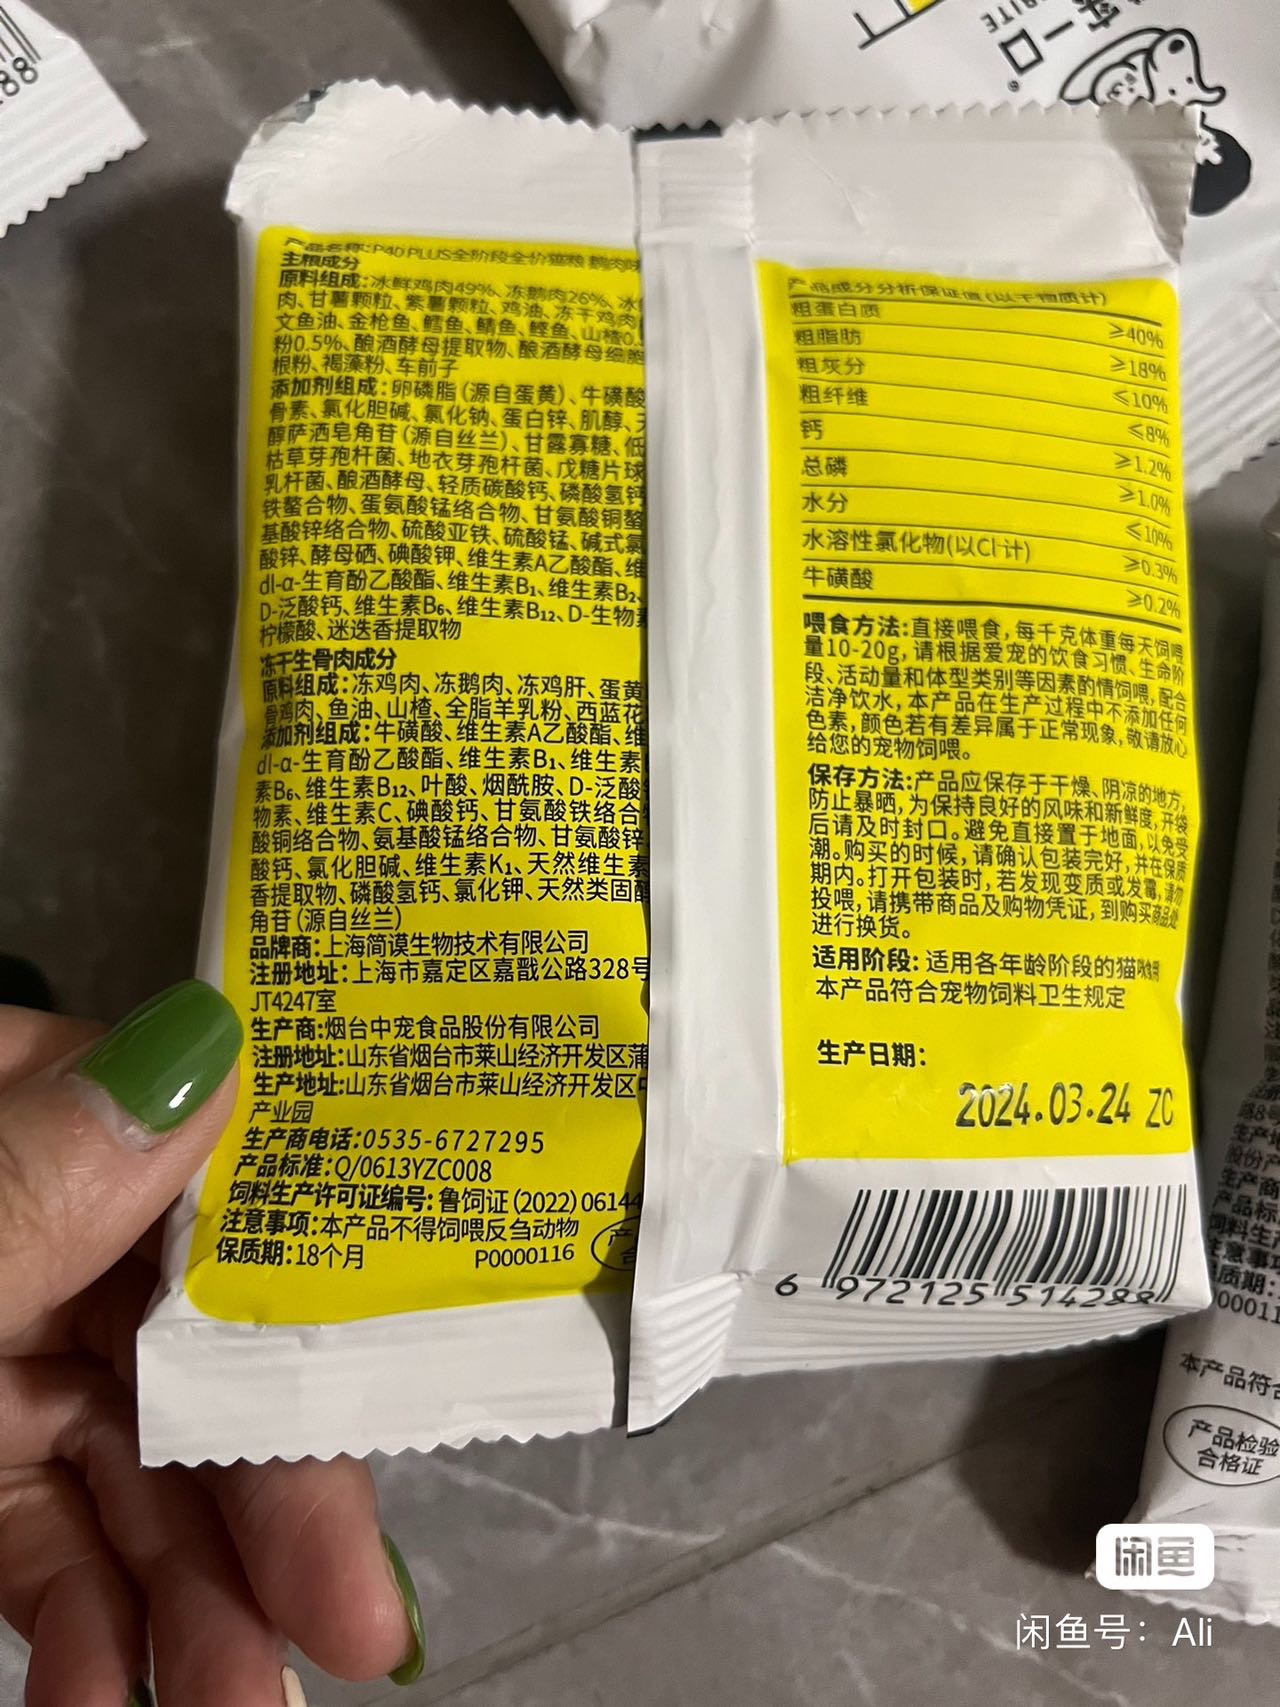 288
一口
BITE
产品名称:P40 PLUS全阶段全价猫粮 鹅肉味
主粮成分
原料组成:冰鲜鸡肉49%、冻鹅肉26%、冰
肉、甘薯颗粒、紫薯颗粒、鸡油、冻干鸡肉
文鱼油、金枪鱼、鳕鱼、鲭鱼、鲣鱼、山楂0.
粉0.5%、酿酒酵母提取物、酿酒酵母细胞
根粉、褐藻粉、车前子
添加剂组成:卵磷脂(源自蛋黄)、牛磺酸
骨素、氯化胆碱、氯化钠、蛋白锌、肌醇、天
醇萨洒皂角苷(源自丝兰)、甘露寡糖、低
枯草芽孢杆菌、地衣芽孢杆菌、戊糖片球
乳杆菌、酿酒酵母、轻质碳酸钙、磷酸氢钙
铁螯合物、蛋氨酸锰络合物、甘氨酸铜螯
基酸锌络合物、硫酸亚铁、硫酸锰、碱式氯
酸锌、酵母硒、碘酸钾、维生素A乙酸酯、维
dl-α-生育酚乙酸酯、维生素B₁、维生素B₂、
D-泛酸钙、维生素B₆、维生素B₁₂、D-生物素
柠檬酸、迷迭香提取物
冻干生骨肉成分
原料组成:冻鸡肉、冻鹅肉、冻鸡肝、蛋黄
骨鸡肉、鱼油、山楂、全脂羊乳粉、西蓝花
添加剂组成:牛磺酸、维生素A乙酸酯、维
dl-α-生育酚乙酸酯、维生素B₁、维生素
素B₆、维生素B₁₂、叶酸、烟酰胺、D-泛酸
物素、维生素C、碘酸钙、甘氨酸铁络合
酸铜络合物、氨基酸锰络合物、甘氨酸锌
酸钙、氯化胆碱、维生素K₁、天然维生素
香提取物、磷酸氢钙、氯化钾、天然类固醇
角苷(源自丝兰)
品牌商:上海简谟生物技术有限公司
注册地址:上海市嘉定区嘉戬公路328号
JT4247室
生产商:烟台中宠食品股份有限公司
注册地址:山东省烟台市莱山经济开发区蒲
生产地址:山东省烟台市莱山经济开发区中
产业园
生产商电话:0535-6727295
产品标准:Q/0613YZC008
饲料生产许可证编号:鲁饲证(2022)06144
注意事项:本产品不得饲喂反刍动物
保质期:18个月
P0000116
产品成分分析保证值(以干物质计)
粗蛋白质 ≥40%
粗脂肪 ≥18%
粗灰分 ≤10%
粗纤维 ≤8%
钙 ≥1.2%
总磷 ≥1.0%
水分 ≤10%
水溶性氯化物(以Cl⁻计) ≥0.3%
牛磺酸 ≥0.2%
喂食方法:直接喂食,每千克体重每天饲喂
量10-20g,请根据爱宠的饮食习惯、生命阶
段、活动量和体型类别等因素酌情饲喂,配合
洁净饮水,本产品在生产过程中不添加任何
色素,颜色若有差异属于正常现象,敬请放心
给您的宠物饲喂。
保存方法:产品应保存于干燥、阴凉的地方,
防止暴晒,为保持良好的风味和新鲜度,开袋
后请及时封口。避免直接置于地面,以免受
潮。购买的时候,请确认包装完好,并在保质
期内。打开包装时,若发现变质或发霉,请勿
投喂,请携带商品及购物凭证,到购买商品处
进行换货。
适用阶段:适用各年龄阶段的猫咪食用
本产品符合宠物饲料卫生规定
生产日期:
2024.03.24 ZC
6 972125 514288
生产地
股份产
生产商
产品标
饲料生产
注意事项
质期:
00011
本产品符合
产品检验
合格证
闲鱼
闲鱼号:Ali